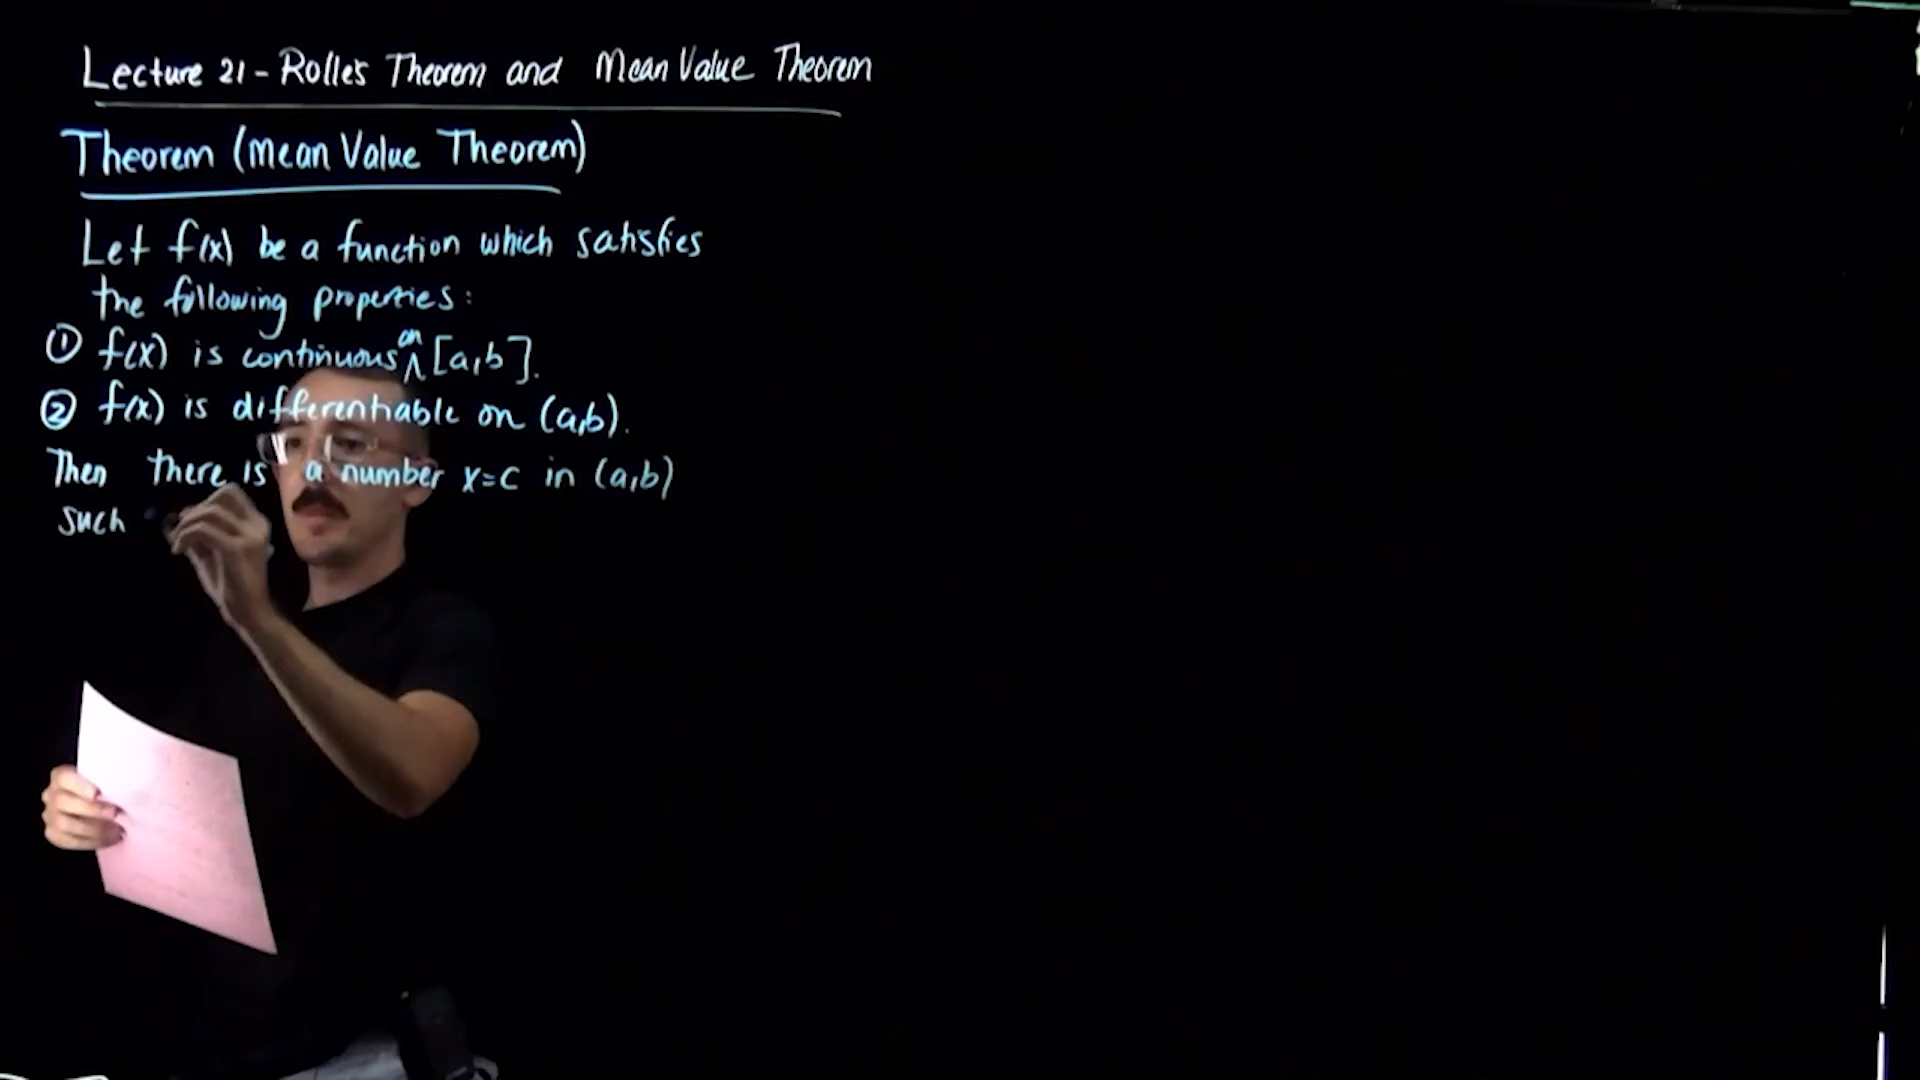 Lecture 21 - Rolle's Theorem and Mean Value Theorem
Theorem (Mean Value Theorem)
Let f(x) be a function which satisfies
the following properties:
① f(x) is continuous on [a,b].
② f(x) is differentiable on (a,b).
Then there is a number x=c in (a,b)
such